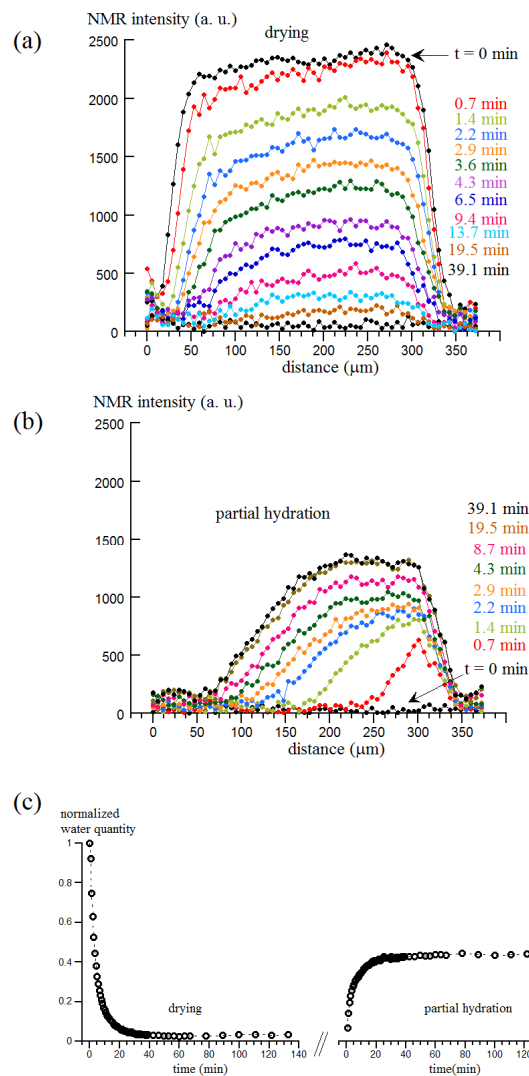 (a)
NMR intensity (a. u.)
drying
2500
2000
1500
1000
500
0
t = 0 min
0.7 min
1.4 min
2.2 min
2.9 min
3.6 min
4.3 min
6.5 min
9.4 min
13.7 min
19.5 min
39.1 min
0 50 100 150 200 250 300 350
distance (μm)
(b)
NMR intensity (a. u.)
2500
2000
1500
1000
500
0
partial hydration
39.1 min
19.5 min
8.7 min
4.3 min
2.9 min
2.2 min
1.4 min
0.7 min
t = 0 min
0 50 100 150 200 250 300 350
distance (μm)
(c)
normalized
water quantity
1
0.8
0.6
0.4
0.2
0
drying
partial hydration
0 20 40 60 80 100 120 140
0 20 40 60 80 100 120
time (min)
time(min)